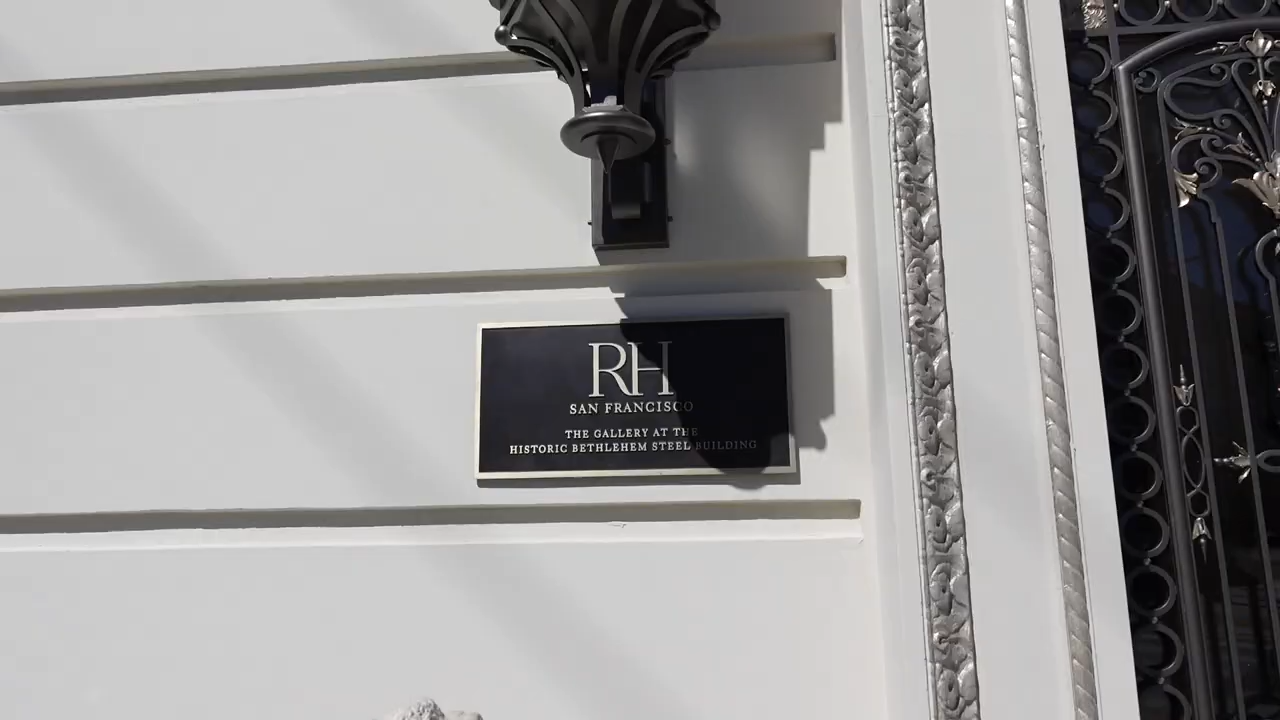 RH
SAN FRANCISCO
THE GALLERY AT THE
HISTORIC BETHLEHEM STEEL BUILDING